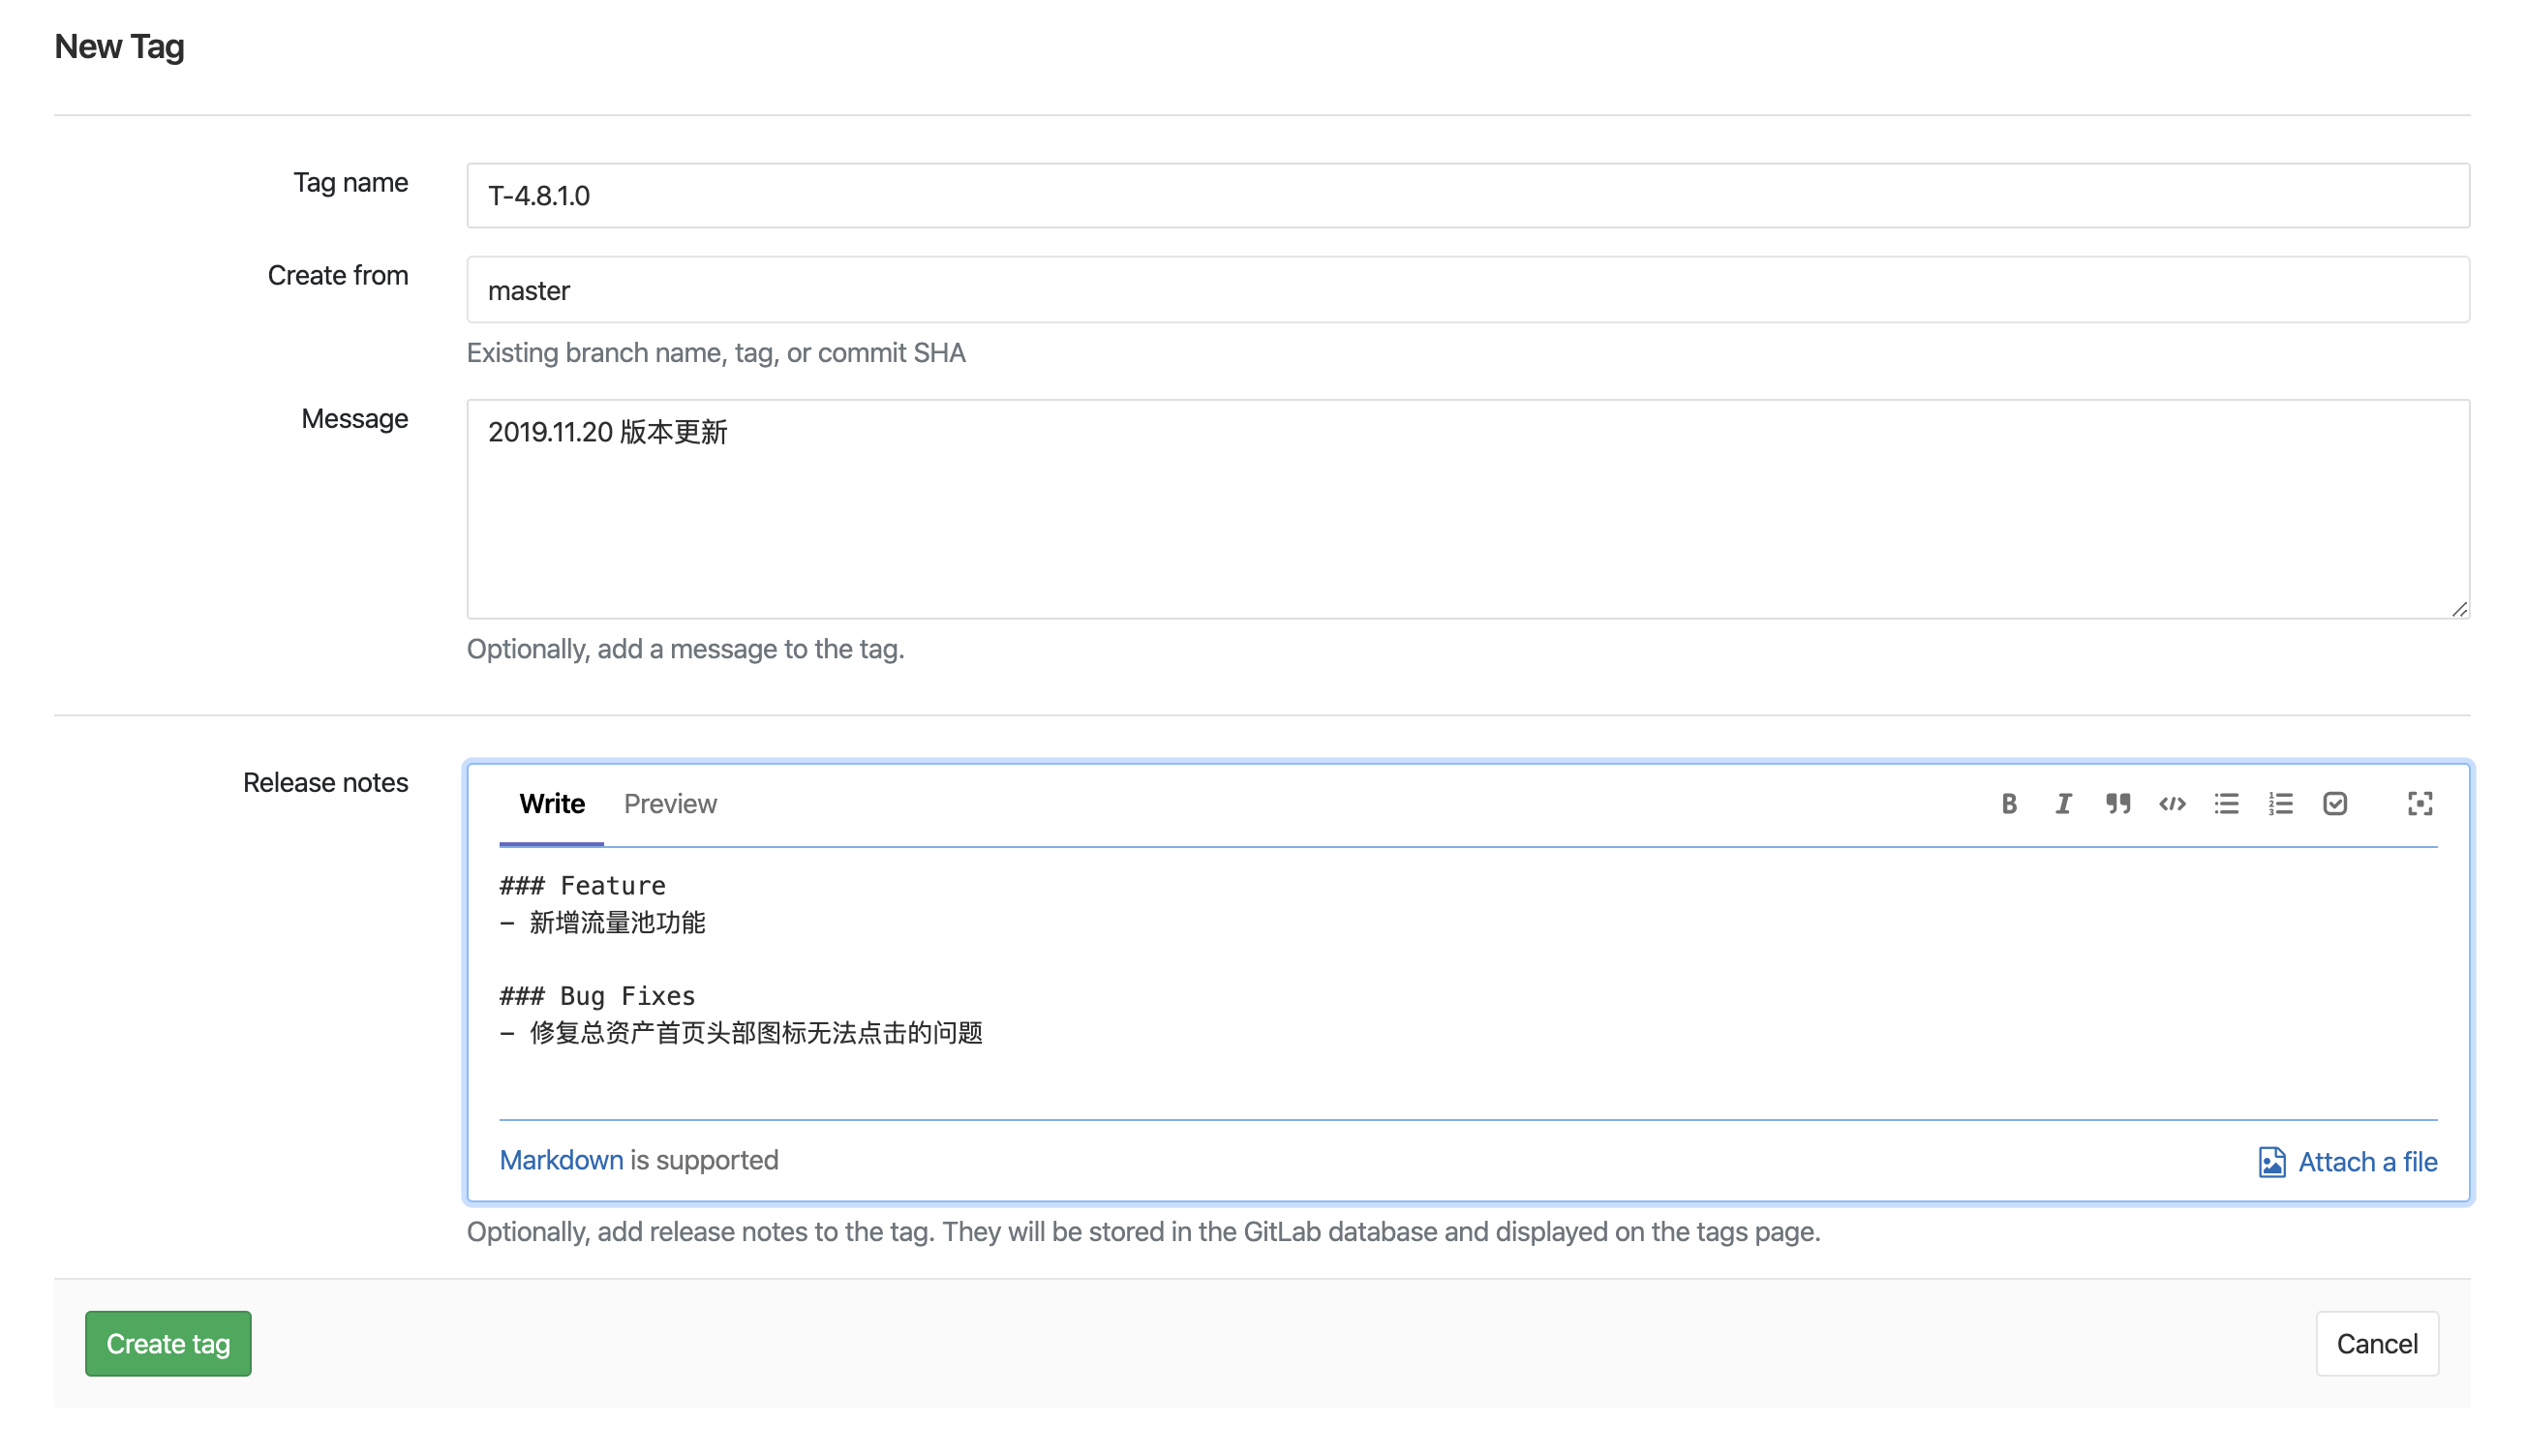 New Tag
Tag name
T-4.8.1.0
Create from
master
Existing branch name, tag, or commit SHA
Message
2019.11.20 版本更新
Optionally, add a message to the tag.
Release notes
Write Preview
### Feature
- 新增流量池功能
### Bug Fixes
- 修复总资产首页头部图标无法点击的问题
Markdown is supported
Attach a file
Optionally, add release notes to the tag. They will be stored in the GitLab database and displayed on the tags page.
Create tag
Cancel